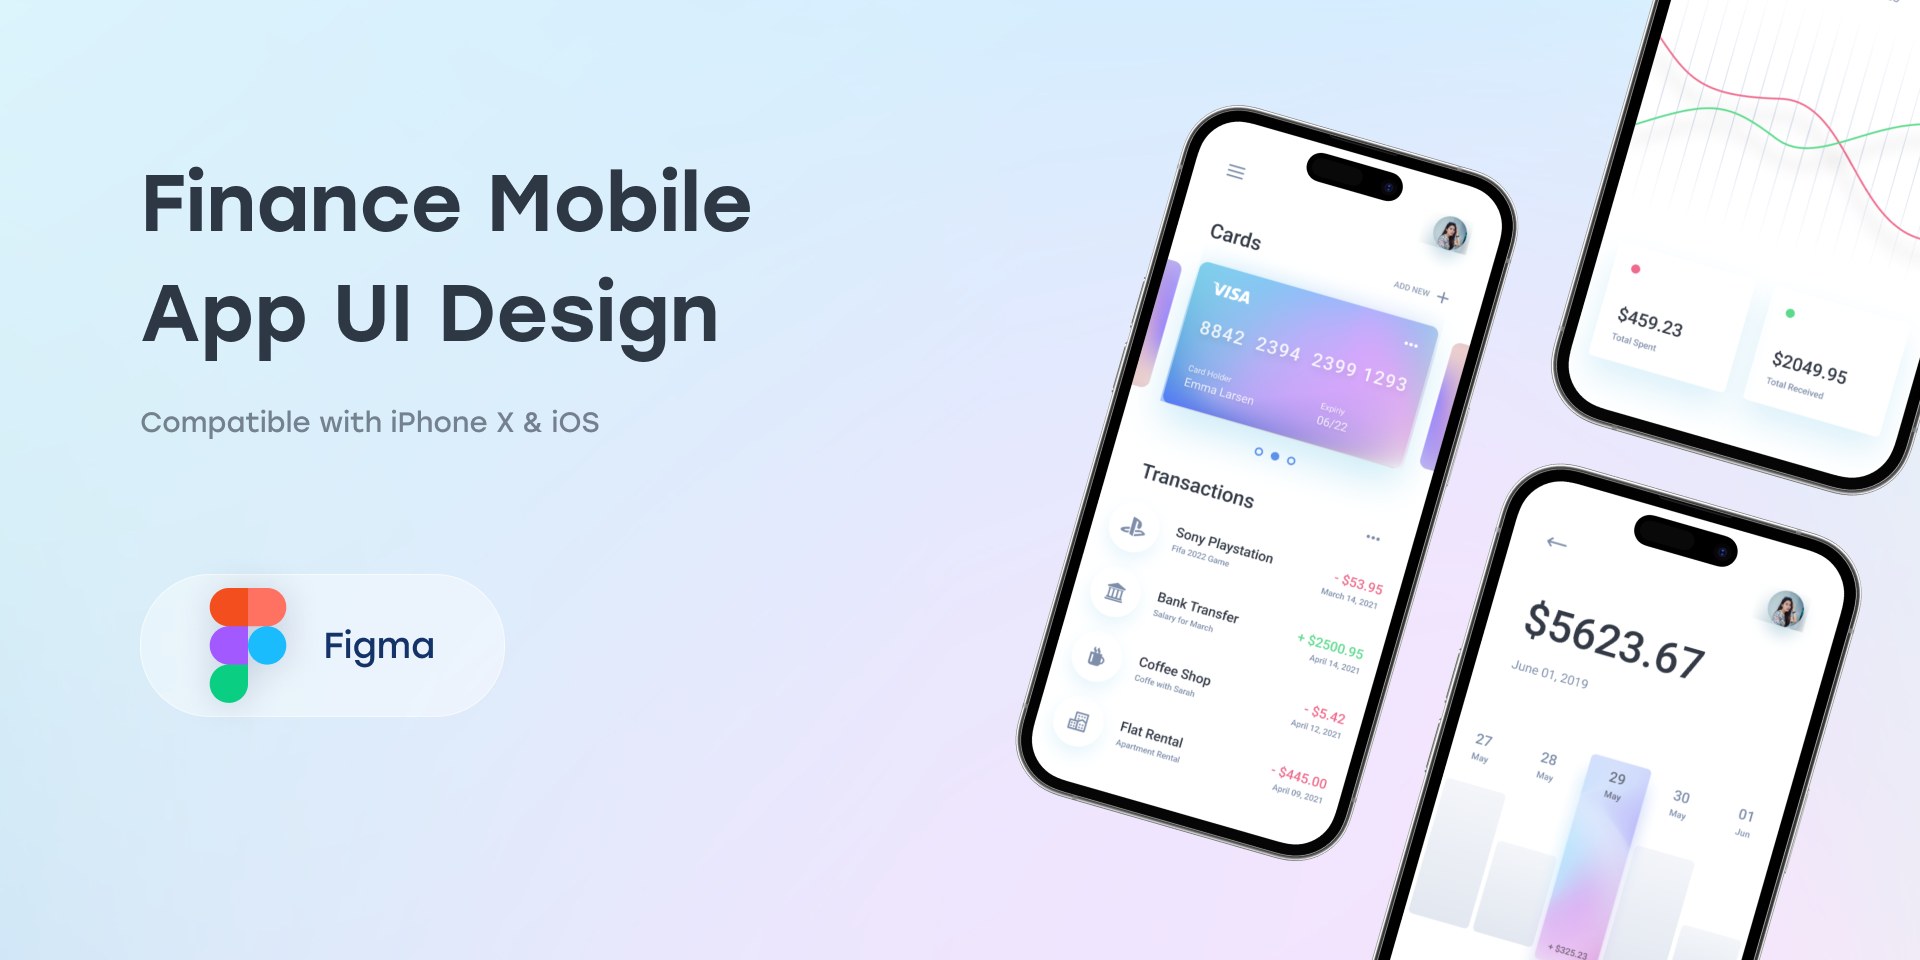 Finance Mobile
App UI Design
Compatible with iPhone X & iOS
Figma
Cards
ADD NEW +
VISA
8842 2394 2399 1293
Card Holder
Emma Larsen
Expiriy
06/22
Transactions
Sony Playstation
Fifa 2022 Game
- $53.95
March 14, 2021
Bank Transfer
Salary for March
+ $2500.95
April 14, 2021
Coffee Shop
Coffe with Sarah
- $5.42
April 12, 2021
Flat Rental
Apartment Rental
- $445.00
April 09, 2021
$459.23
Total Spent
$2049.95
Total Received
$5623.67
June 01, 2019
27
May
28
May
29
May
30
May
01
Jun
+ $325.23